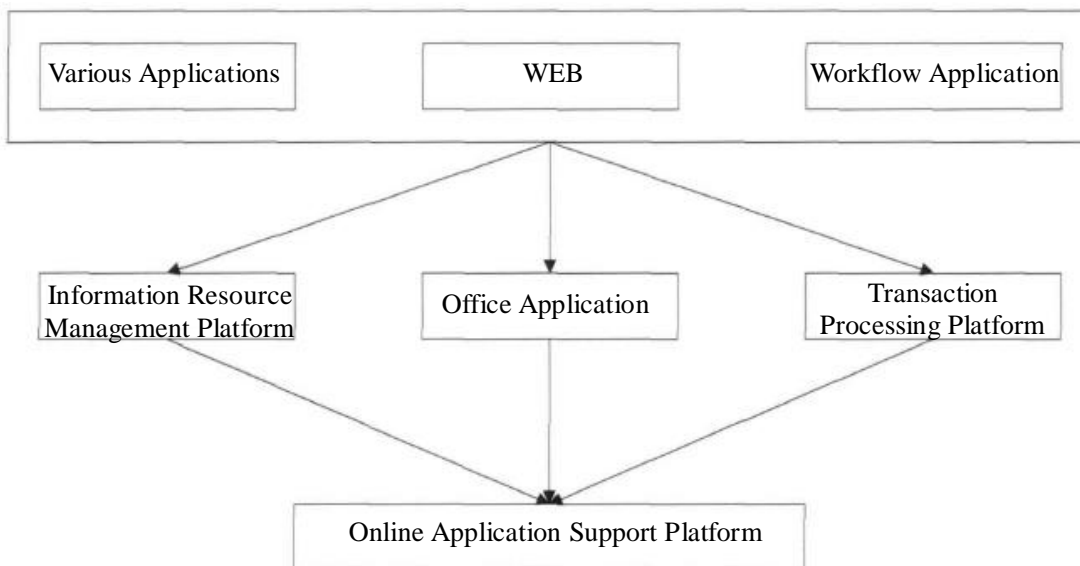 Various Applications
WEB
Workflow Application
Information Resource
Management Platform
Office Application
Transaction
Processing Platform
Online Application Support Platform